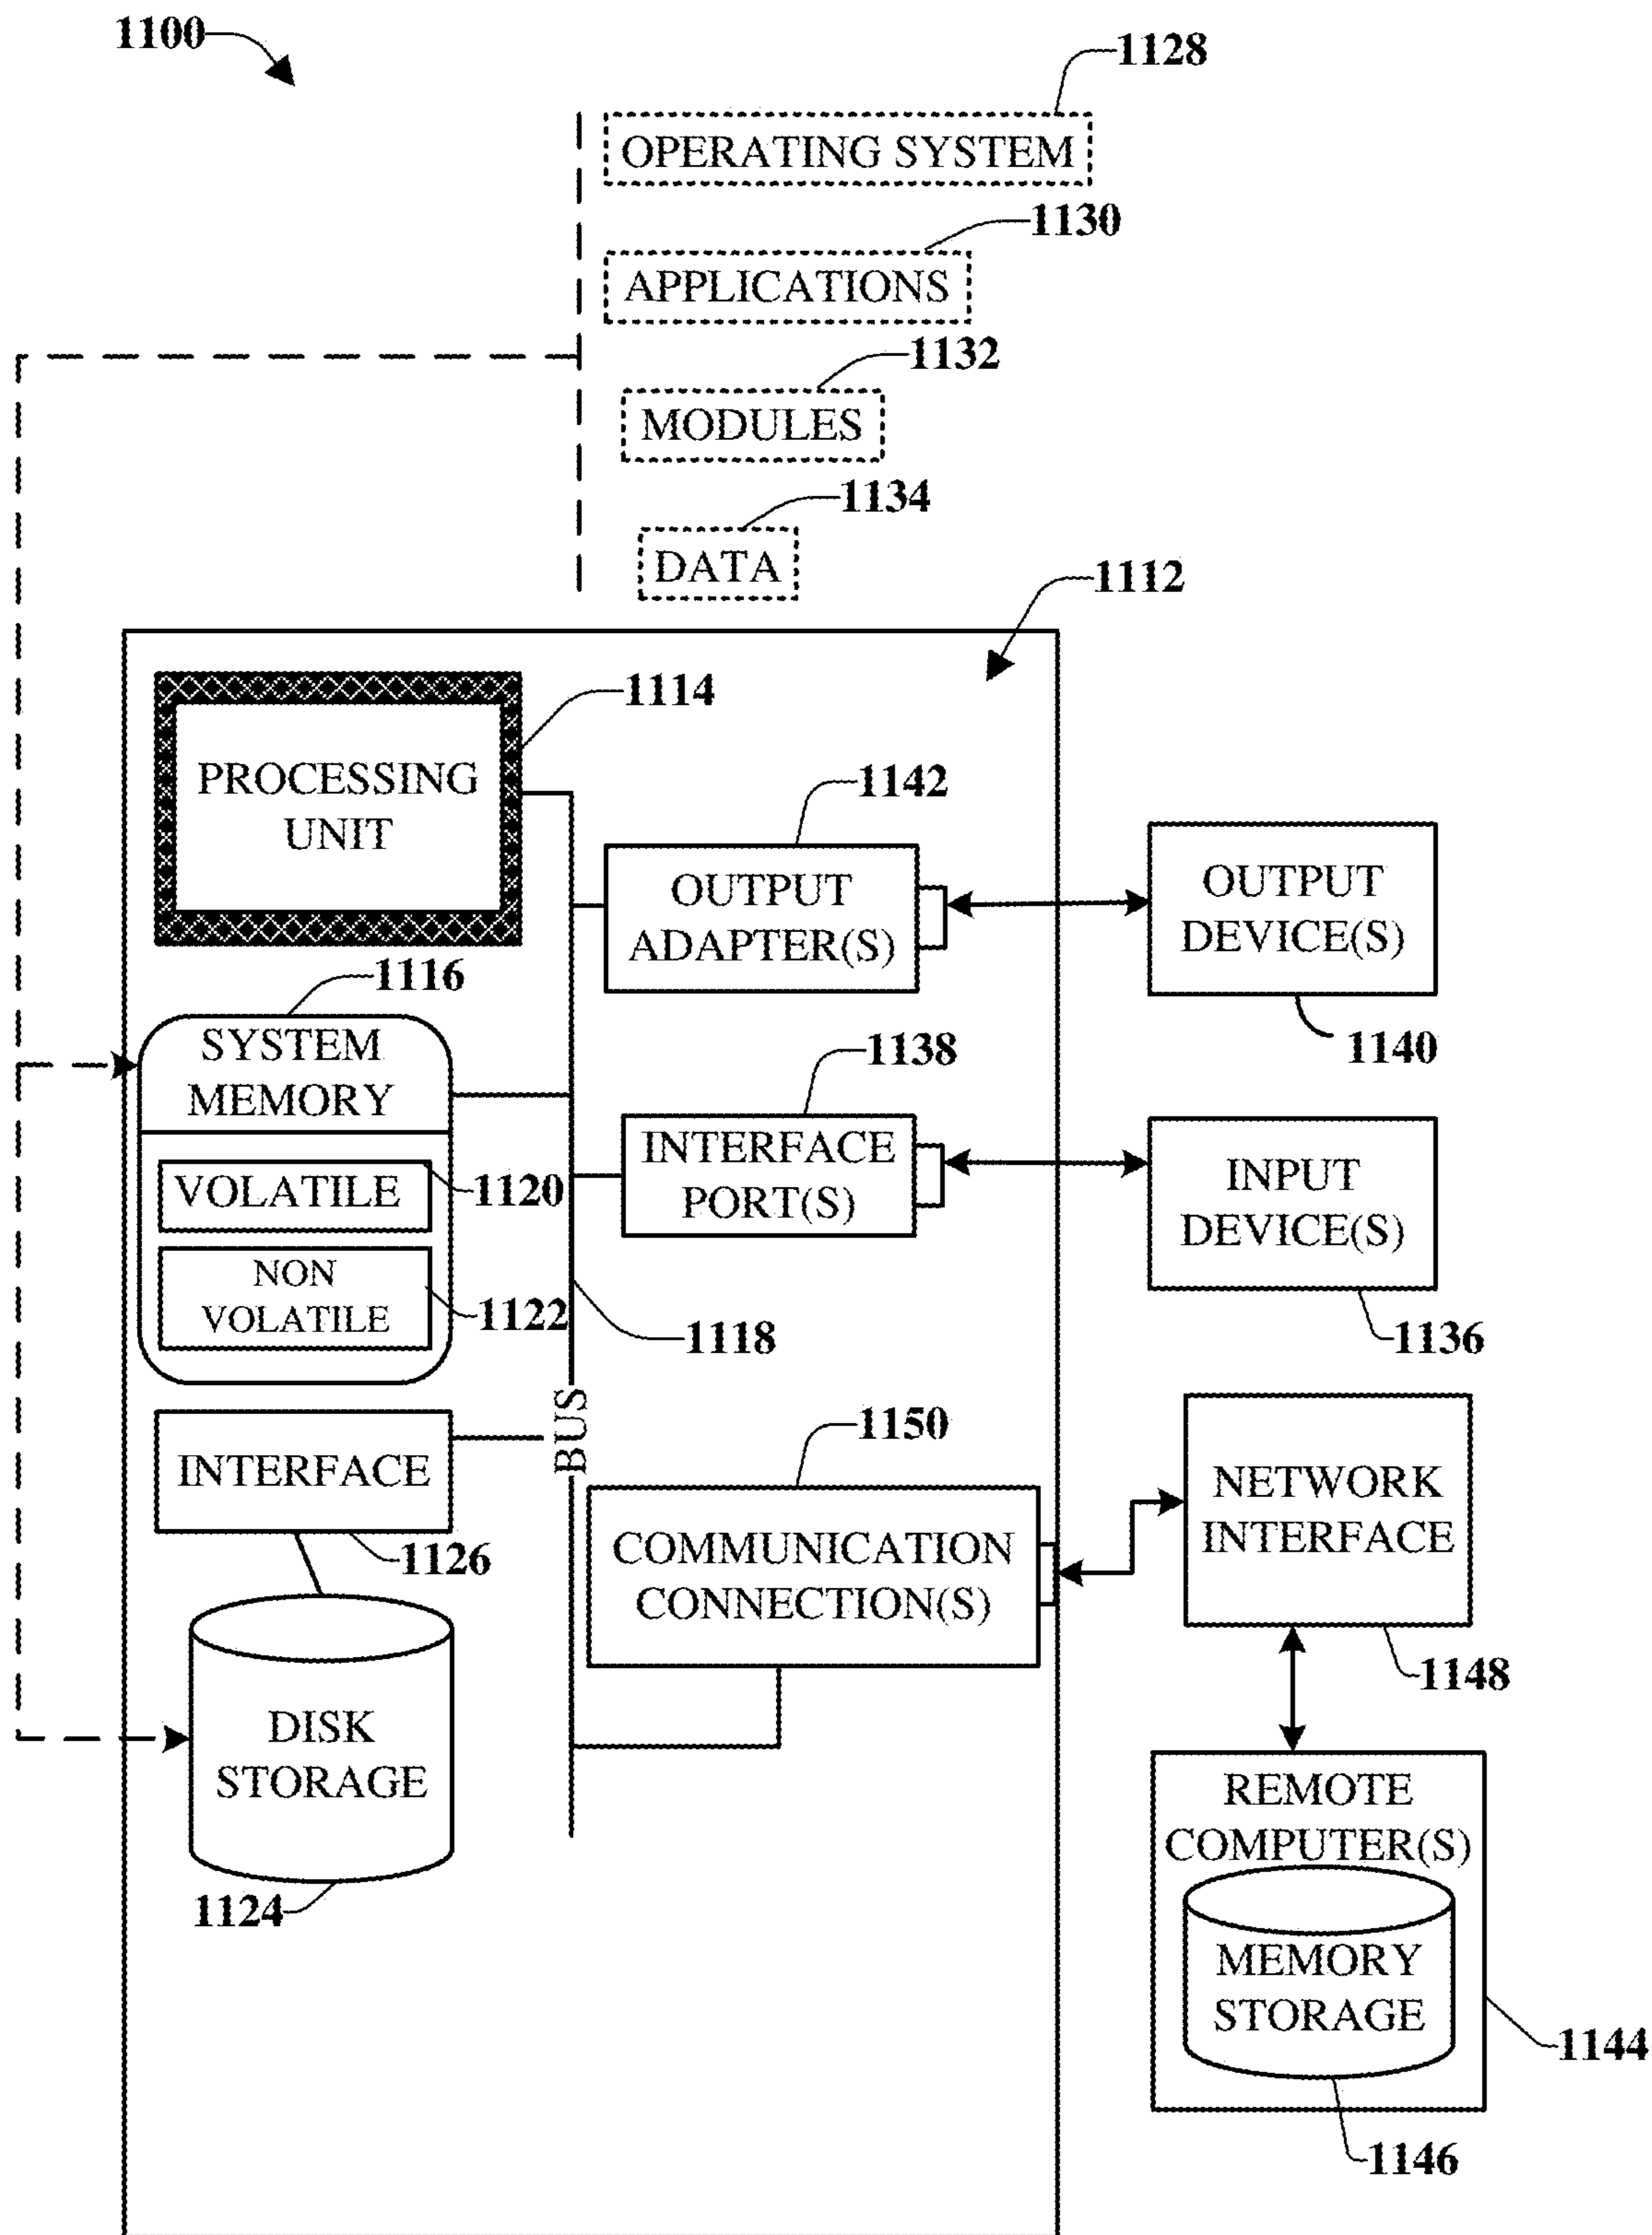 1100
1128
OPERATING SYSTEM
1130
APPLICATIONS
1132
MODULES
1134
DATA
1112
1114
PROCESSING
UNIT
1142
OUTPUT
ADAPTER(S)
OUTPUT
DEVICE(S)
1140
1116
SYSTEM
MEMORY
VOLATILE
1120
NON
VOLATILE
1122
1138
INTERFACE
PORT(S)
INPUT
DEVICE(S)
1136
1118
BUS
INTERFACE
1126
1150
COMMUNICATION
CONNECTION(S)
NETWORK
INTERFACE
1148
DISK
STORAGE
1124
REMOTE
COMPUTER(S)
MEMORY
STORAGE
1144
1146